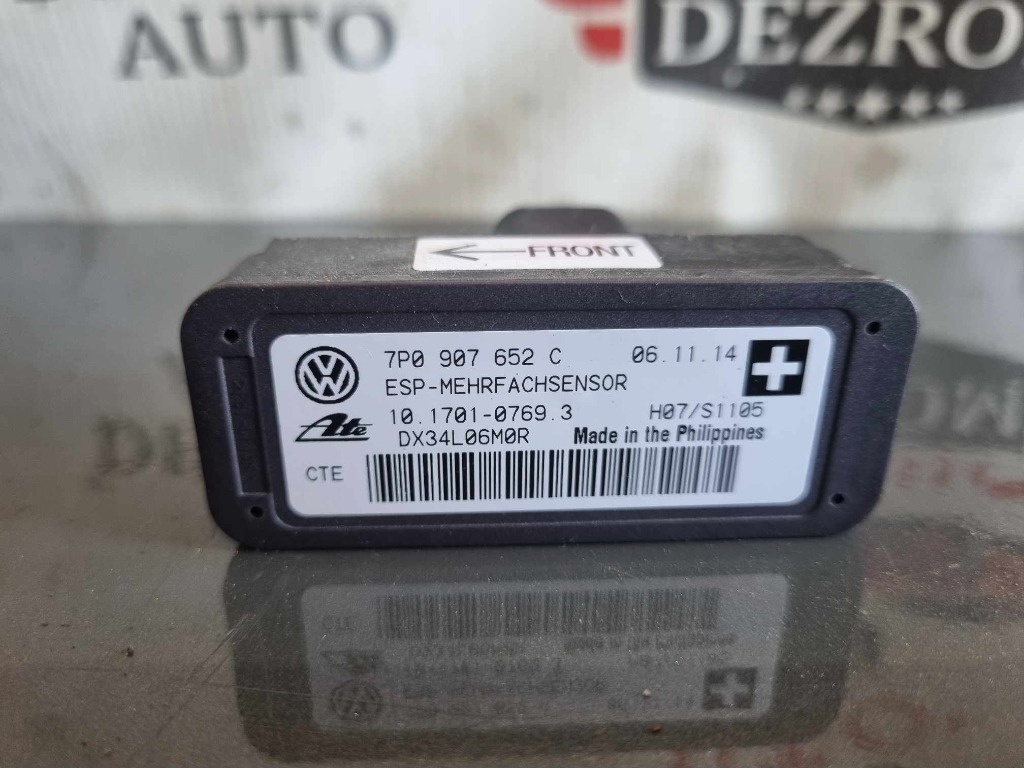 AUTO
DEZRO
FRONT
7P0 907 652 C 06.11.14
ESP-MEHRFACHSENSOR
10.1701-0769.3 H07/S1105
Ate DX34L06M0R Made in the Philippines
CTE